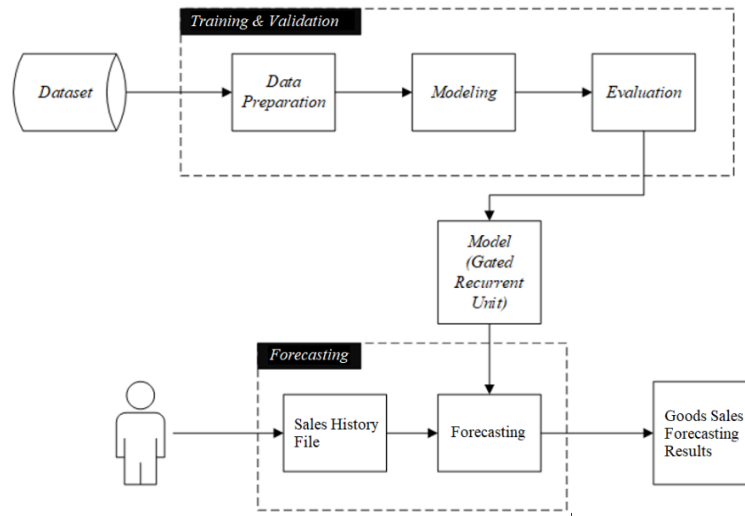 Training & Validation
Dataset
Data
Preparation
Modeling
Evaluation
Model
(Gated
Recurrent
Unit)
Forecasting
Sales History
File
Forecasting
Goods Sales
Forecasting
Results